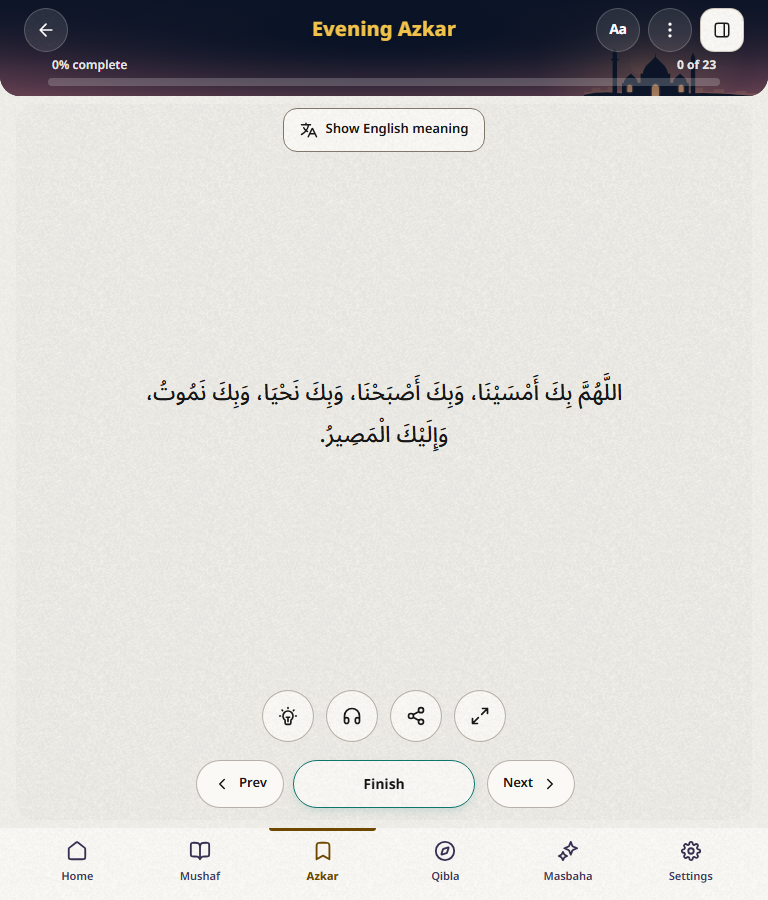 Evening Azkar
Aa
0% complete
0 of 23
Show English meaning
اللَّهُمَّ بِكَ أَمْسَيْنَا، وَبِكَ أَصْبَحْنَا، وَبِكَ نَحْيَا، وَبِكَ نَمُوتُ،
وَإِلَيْكَ الْمَصِيرُ.
Prev
Finish
Next
Home
Mushaf
Azkar
Qibla
Masbaha
Settings